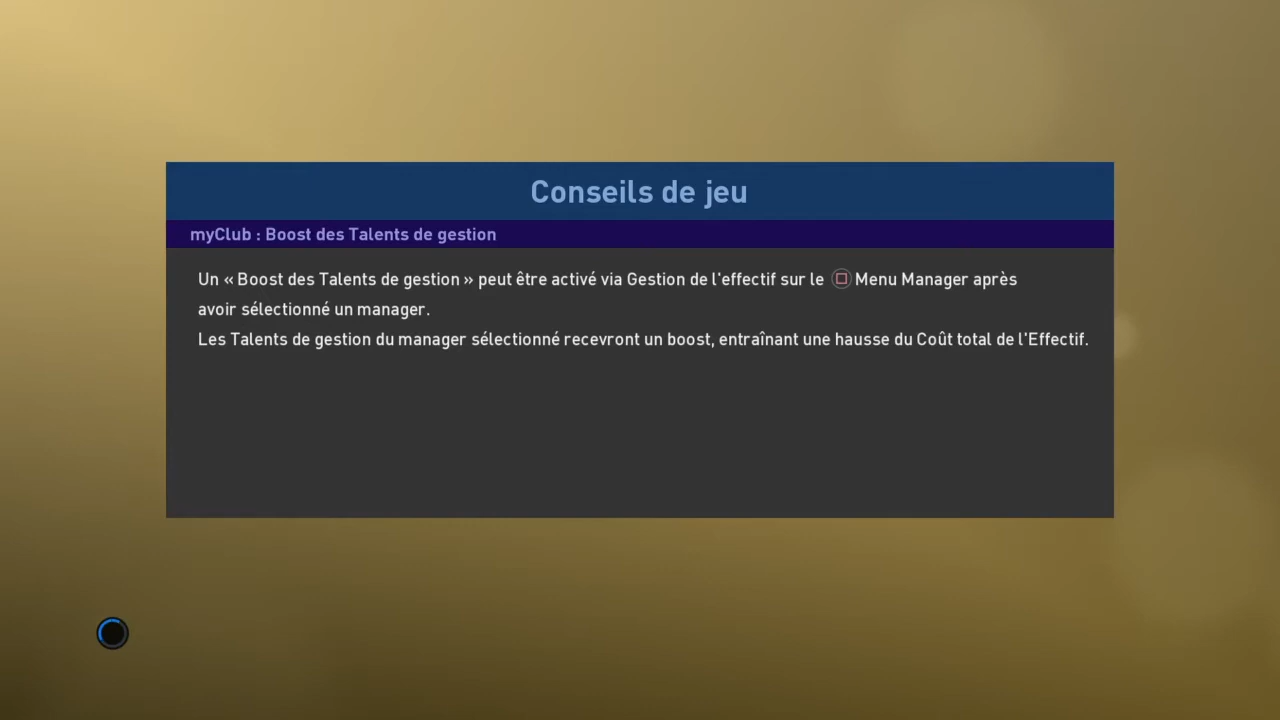 Conseils de jeu
myClub : Boost des Talents de gestion
Un « Boost des Talents de gestion » peut être activé via Gestion de l'effectif sur le Menu Manager après
avoir sélectionné un manager.
Les Talents de gestion du manager sélectionné recevront un boost, entraînant une hausse du Coût total de l'Effectif.